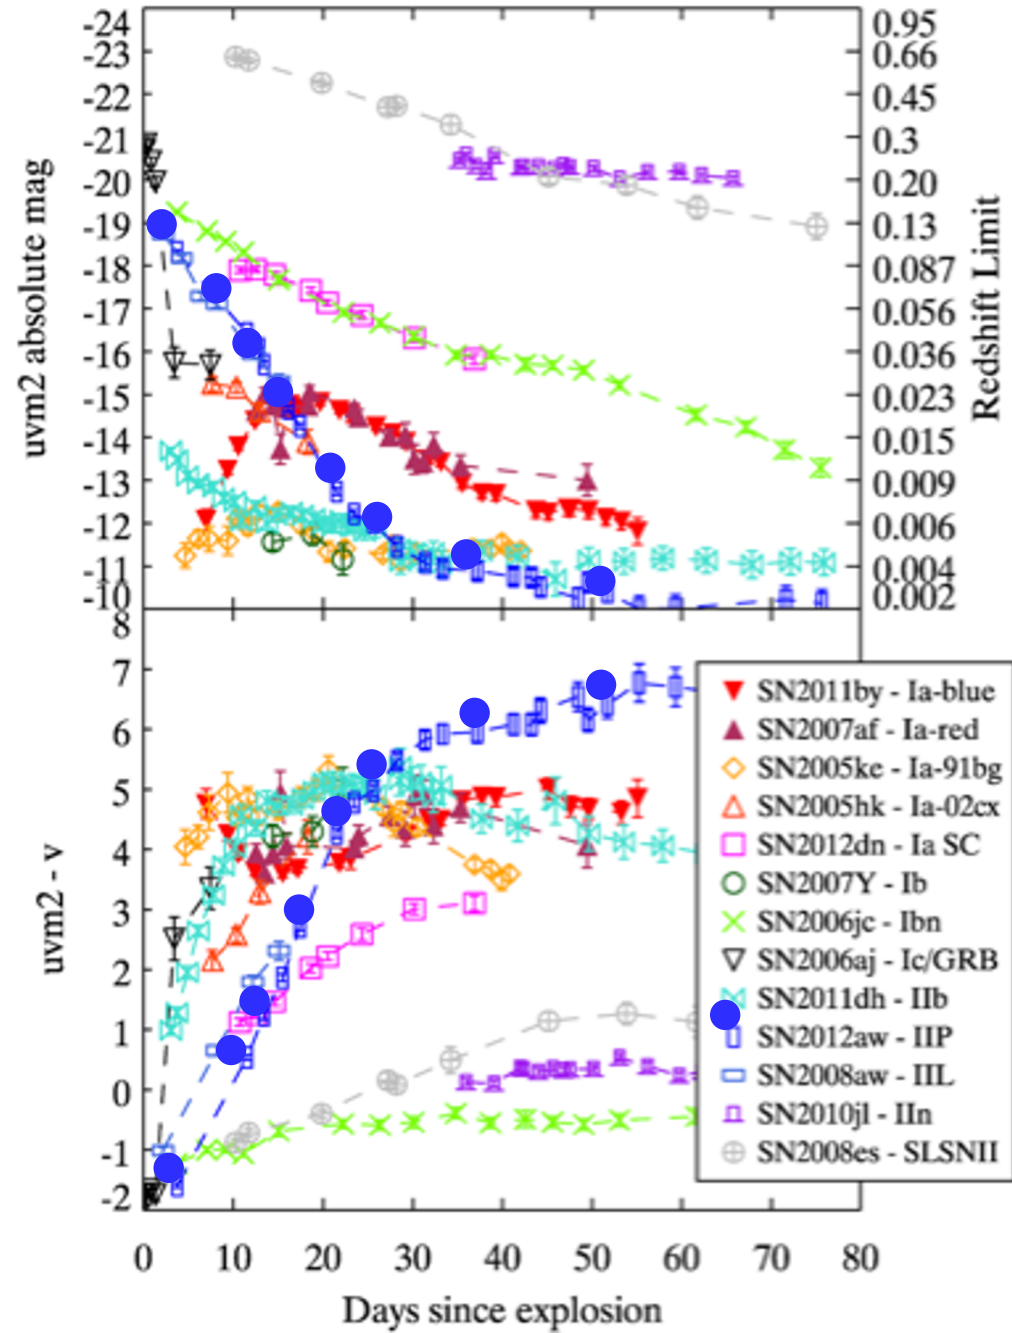 -24
-23
-22
-21
-20
-19
-18
-17
-16
-15
-14
-13
-12
-11
-10
uvm2 absolute mag
0.95
0.66
0.45
0.3
0.20
0.13
0.087
0.056
0.036
0.023
0.015
0.009
0.006
0.004
0.002
Redshift Limit
8
7
6
5
4
3
2
1
0
-1
-2
uvm2 - v
SN2011by - Ia-blue
SN2007af - Ia-red
SN2005ke - Ia-91bg
SN2005hk - Ia-02cx
SN2012dn - Ia SC
SN2007Y - Ib
SN2006jc - Ibn
SN2006aj - Ic/GRB
SN2011dh - IIb
SN2012aw - IIP
SN2008aw - IIL
SN2010jl - IIn
SN2008es - SLSNII
0 10 20 30 40 50 60 70 80
Days since explosion